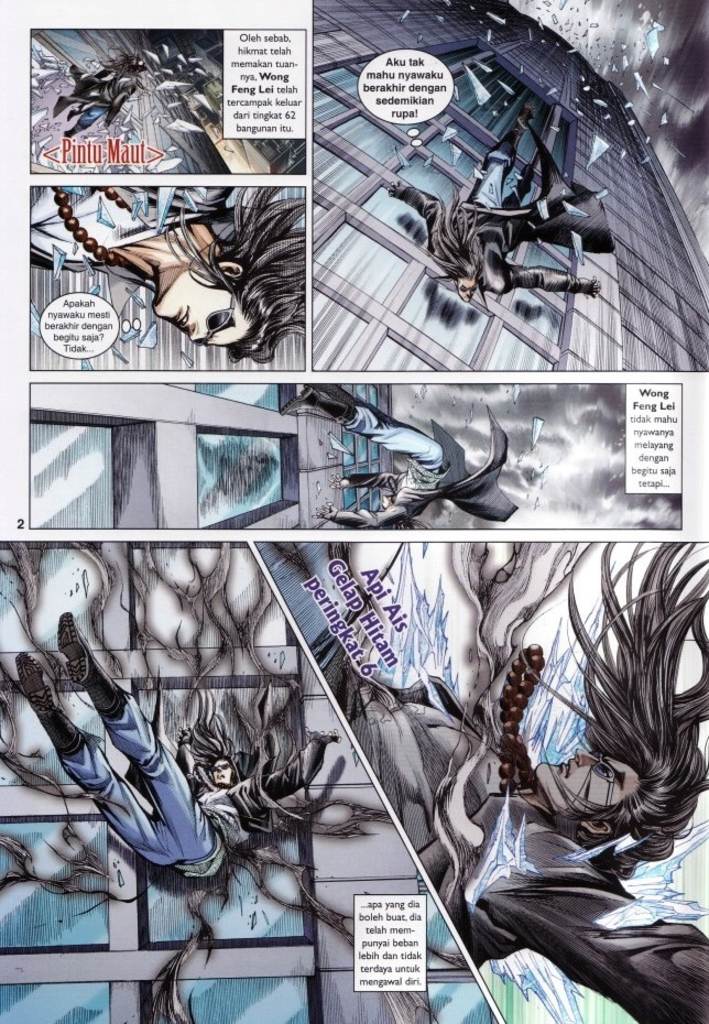 Oleh sebab,
hikmat telah
memakan tuan-
nya, Wong
Feng Lei telah
tercampak keluar
dari tingkat 62
bangunan itu.
<Pintu Maut>
Aku tak
mahu nyawaku
berakhir dengan
sedemikian
rupa!
Apakah
nyawaku mesti
berakhir dengan
begitu saja?
Tidak...
Wong
Feng Lei
tidak mahu
nyawanya
melayang
dengan
begitu saja
tetapi...
2
Api Ais
Gelap Hitam
peringkat 6
...apa yang dia
boleh buat, dia
telah mem-
punyai beban
lebih dan tidak
terdaya untuk
mengawal diri.